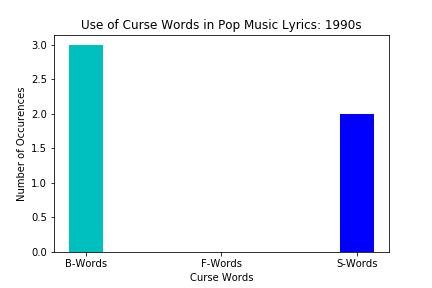 Use of Curse Words in Pop Music Lyrics: 1990s
3.0
2.5
2.0
1.5
1.0
0.5
0.0
Number of Occurences
B-Words F-Words S-Words
Curse Words